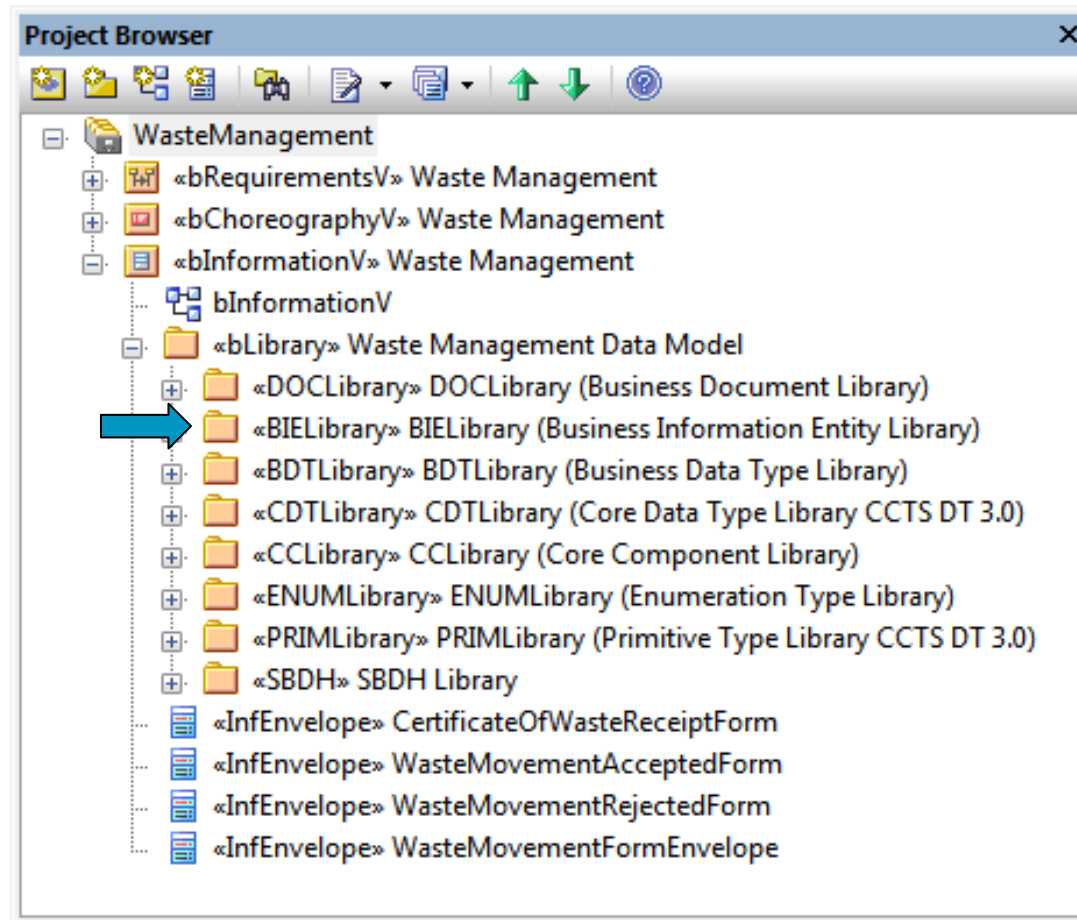 Project Browser
WasteManagement
«bRequirementsV» Waste Management
«bChoreographyV» Waste Management
«bInformationV» Waste Management
bInformationV
«bLibrary» Waste Management Data Model
«DOCLibrary» DOCLibrary (Business Document Library)
«BIELibrary» BIELibrary (Business Information Entity Library)
«BDTLibrary» BDTLibrary (Business Data Type Library)
«CDTLibrary» CDTLibrary (Core Data Type Library CCTS DT 3.0)
«CCLibrary» CCLibrary (Core Component Library)
«ENUMLibrary» ENUMLibrary (Enumeration Type Library)
«PRIMLibrary» PRIMLibrary (Primitive Type Library CCTS DT 3.0)
«SBDH» SBDH Library
«InfEnvelope» CertificateOfWasteReceiptForm
«InfEnvelope» WasteMovementAcceptedForm
«InfEnvelope» WasteMovementRejectedForm
«InfEnvelope» WasteMovementFormEnvelope